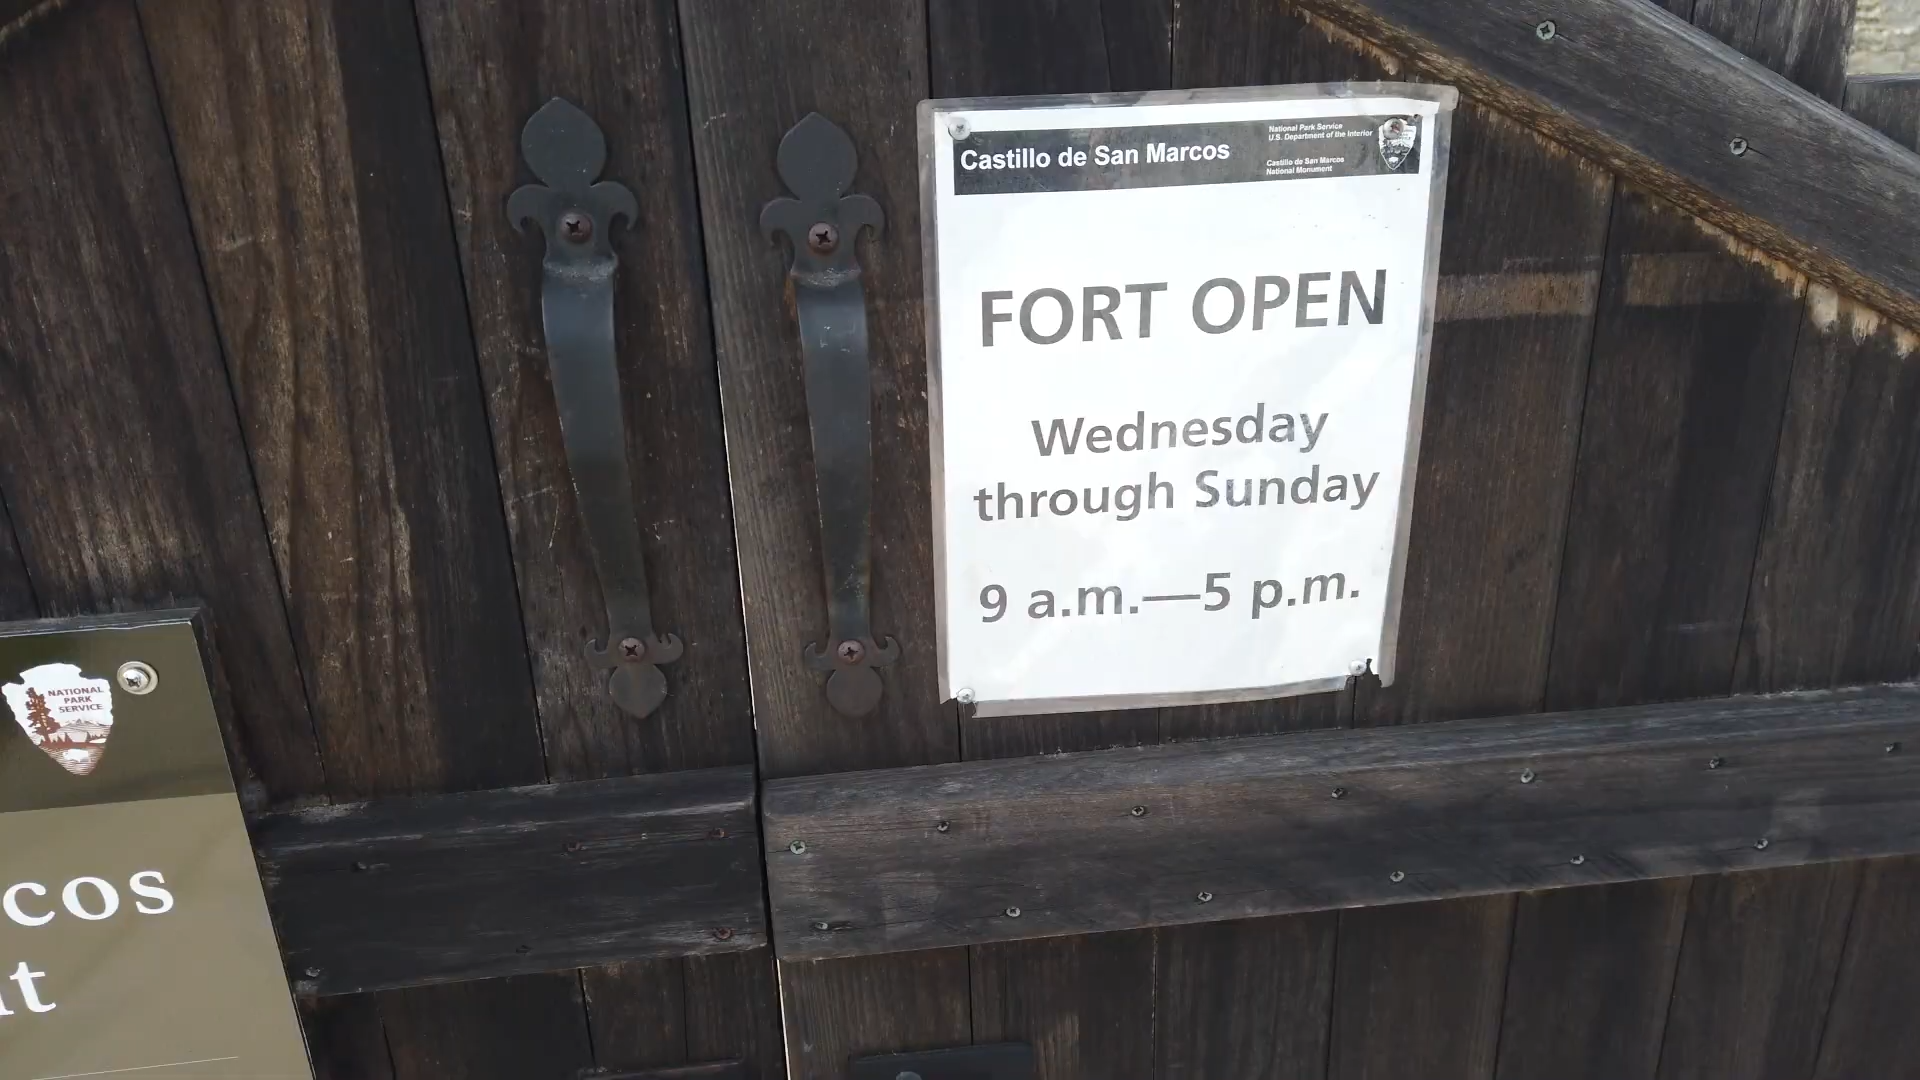 Castillo de San Marcos
National Park Service
U.S. Department of the Interior
Castillo de San Marcos
National Monument
FORT OPEN
Wednesday
through Sunday
9 a.m.—5 p.m.
NATIONAL
PARK
SERVICE
cos
nt